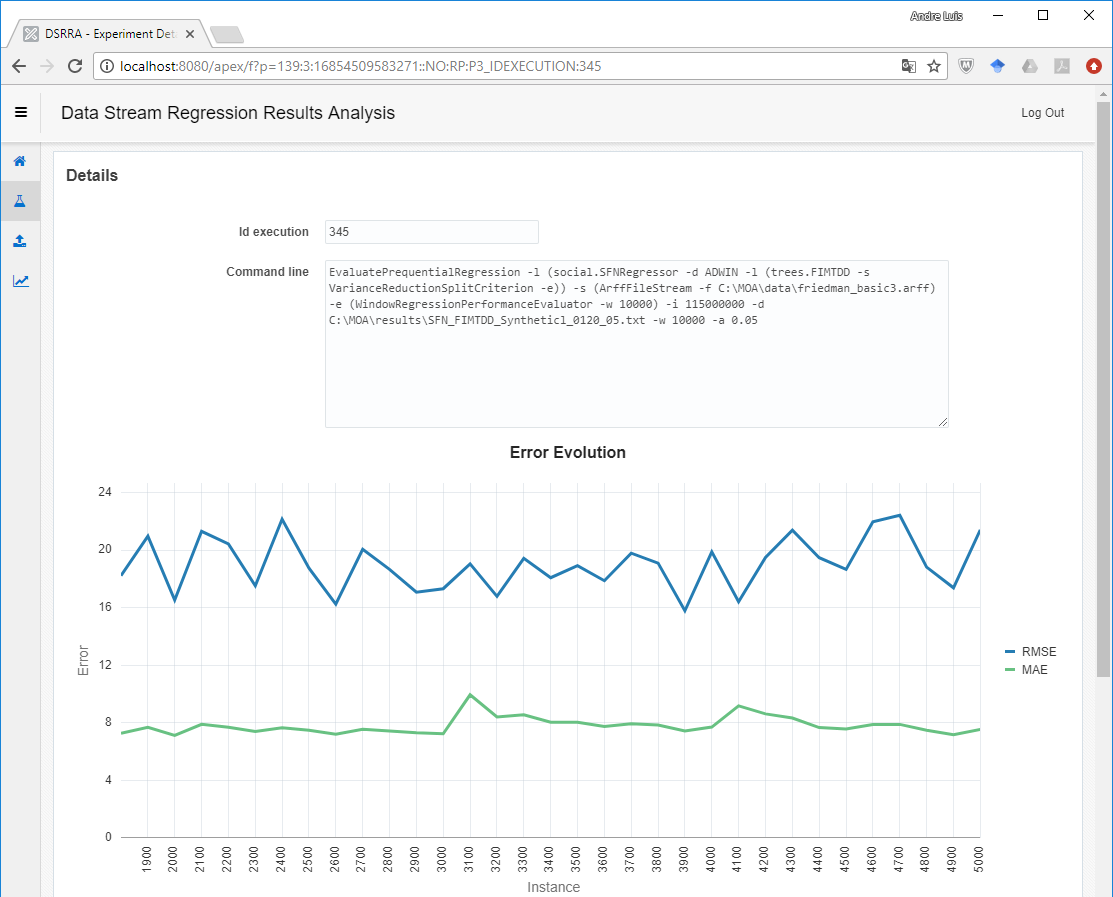 Andre Luis
DSRRA - Experiment Det
localhost:8080/apex/f?p=139:3:16854509583271::NO:RP:P3_IDEXECUTION:345
Data Stream Regression Results Analysis
Log Out
Details
Id execution
345
Command line
EvaluatePrequentialRegression -l (social.SFNRegressor -d ADWIN -l (trees.FIMTDD -s
VarianceReductionSplitCriterion -e)) -s (ArffFileStream -f C:\MOA\data\friedman_basic3.arff)
-e (WindowRegressionPerformanceEvaluator -w 10000) -i 115000000 -d
C:\MOA\results\SFN_FIMTDD_Syntheticl_0120_05.txt -w 10000 -a 0.05
Error Evolution
24
20
16
12
8
4
0
Error
RMSE
MAE
1900 2000 2100 2200 2300 2400 2500 2600 2700 2800 2900 3000 3100 3200 3300 3400 3500 3600 3700 3800 3900 4000 4100 4200 4300 4400 4500 4600 4700 4800 4900 5000
Instance